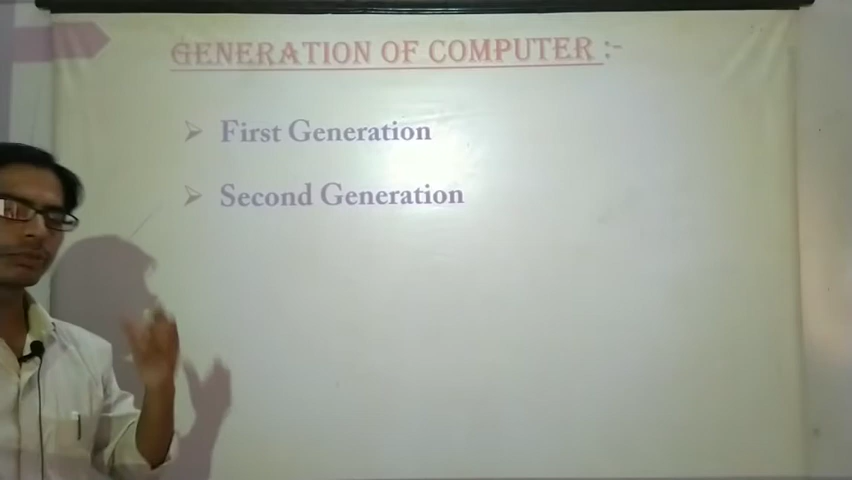 GENERATION OF COMPUTER :-
First Generation
Second Generation